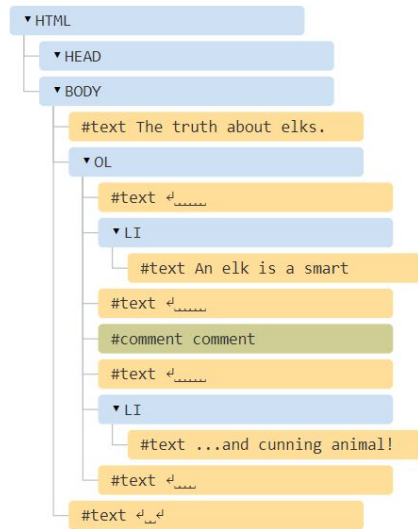 ▾ HTML
▾ HEAD
▾ BODY
#text The truth about elks.
▾ OL
#text ↵␣␣␣␣␣␣
▾ LI
#text An elk is a smart
#text ↵␣␣␣␣␣␣
#comment comment
#text ↵␣␣␣␣␣␣
▾ LI
#text ...and cunning animal!
#text ↵␣␣␣␣
#text ↵␣␣↵